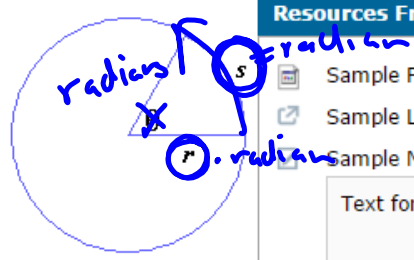 Resources Fr
s = radian
radians
Sample F
Sample L
r . radian
Sample N
Text for